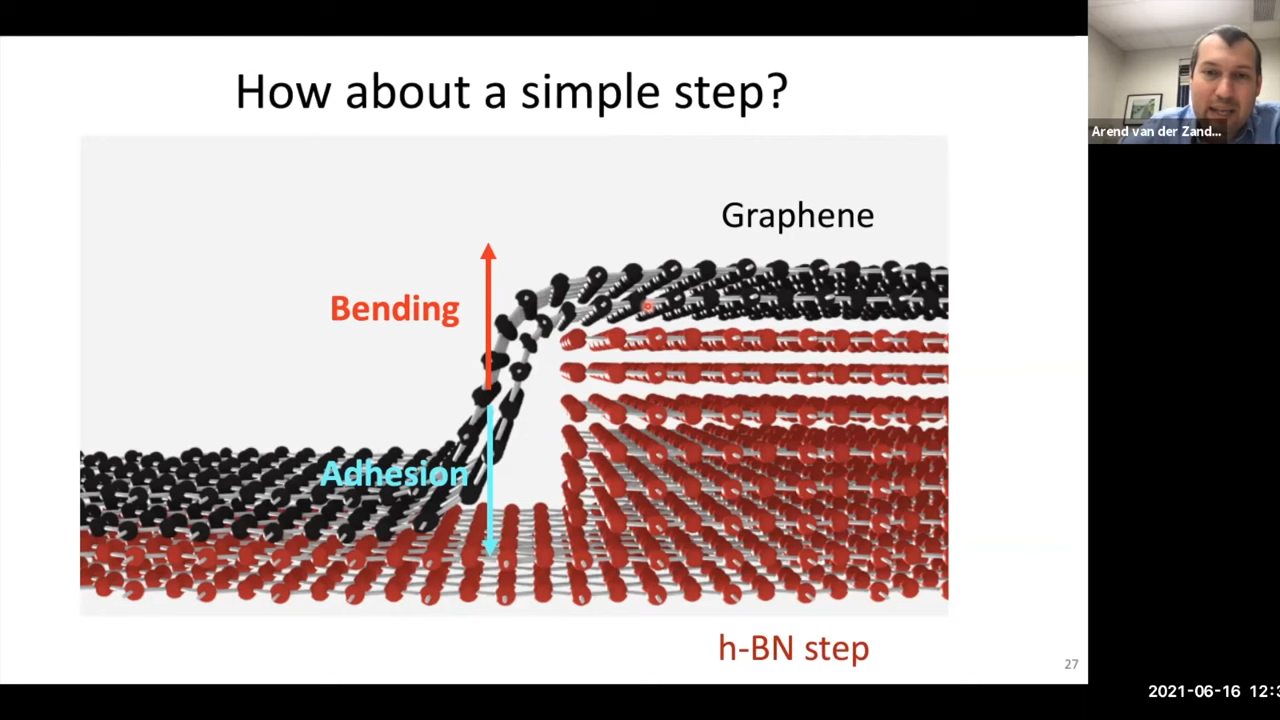 How about a simple step?
Arend van der Zand...
Graphene
Bending
Adhesion
h-BN step
27
2021-06-16 12:3